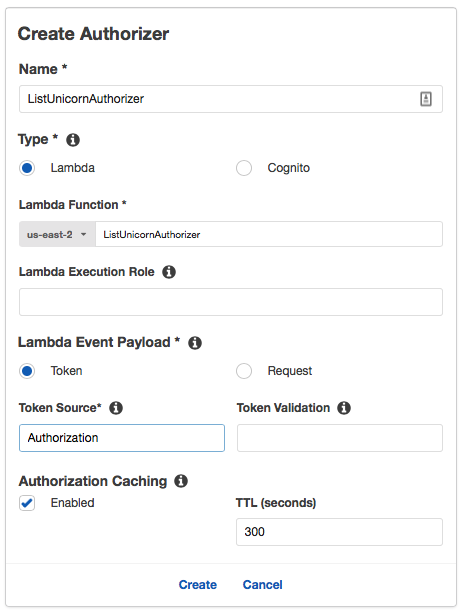 Create Authorizer
Name *
ListUnicornAuthorizer
Type *
Lambda Cognito
Lambda Function *
us-east-2 ListUnicornAuthorizer
Lambda Execution Role
Lambda Event Payload *
Token Request
Token Source* Token Validation
Authorization
Authorization Caching
Enabled TTL (seconds)
300
Create Cancel